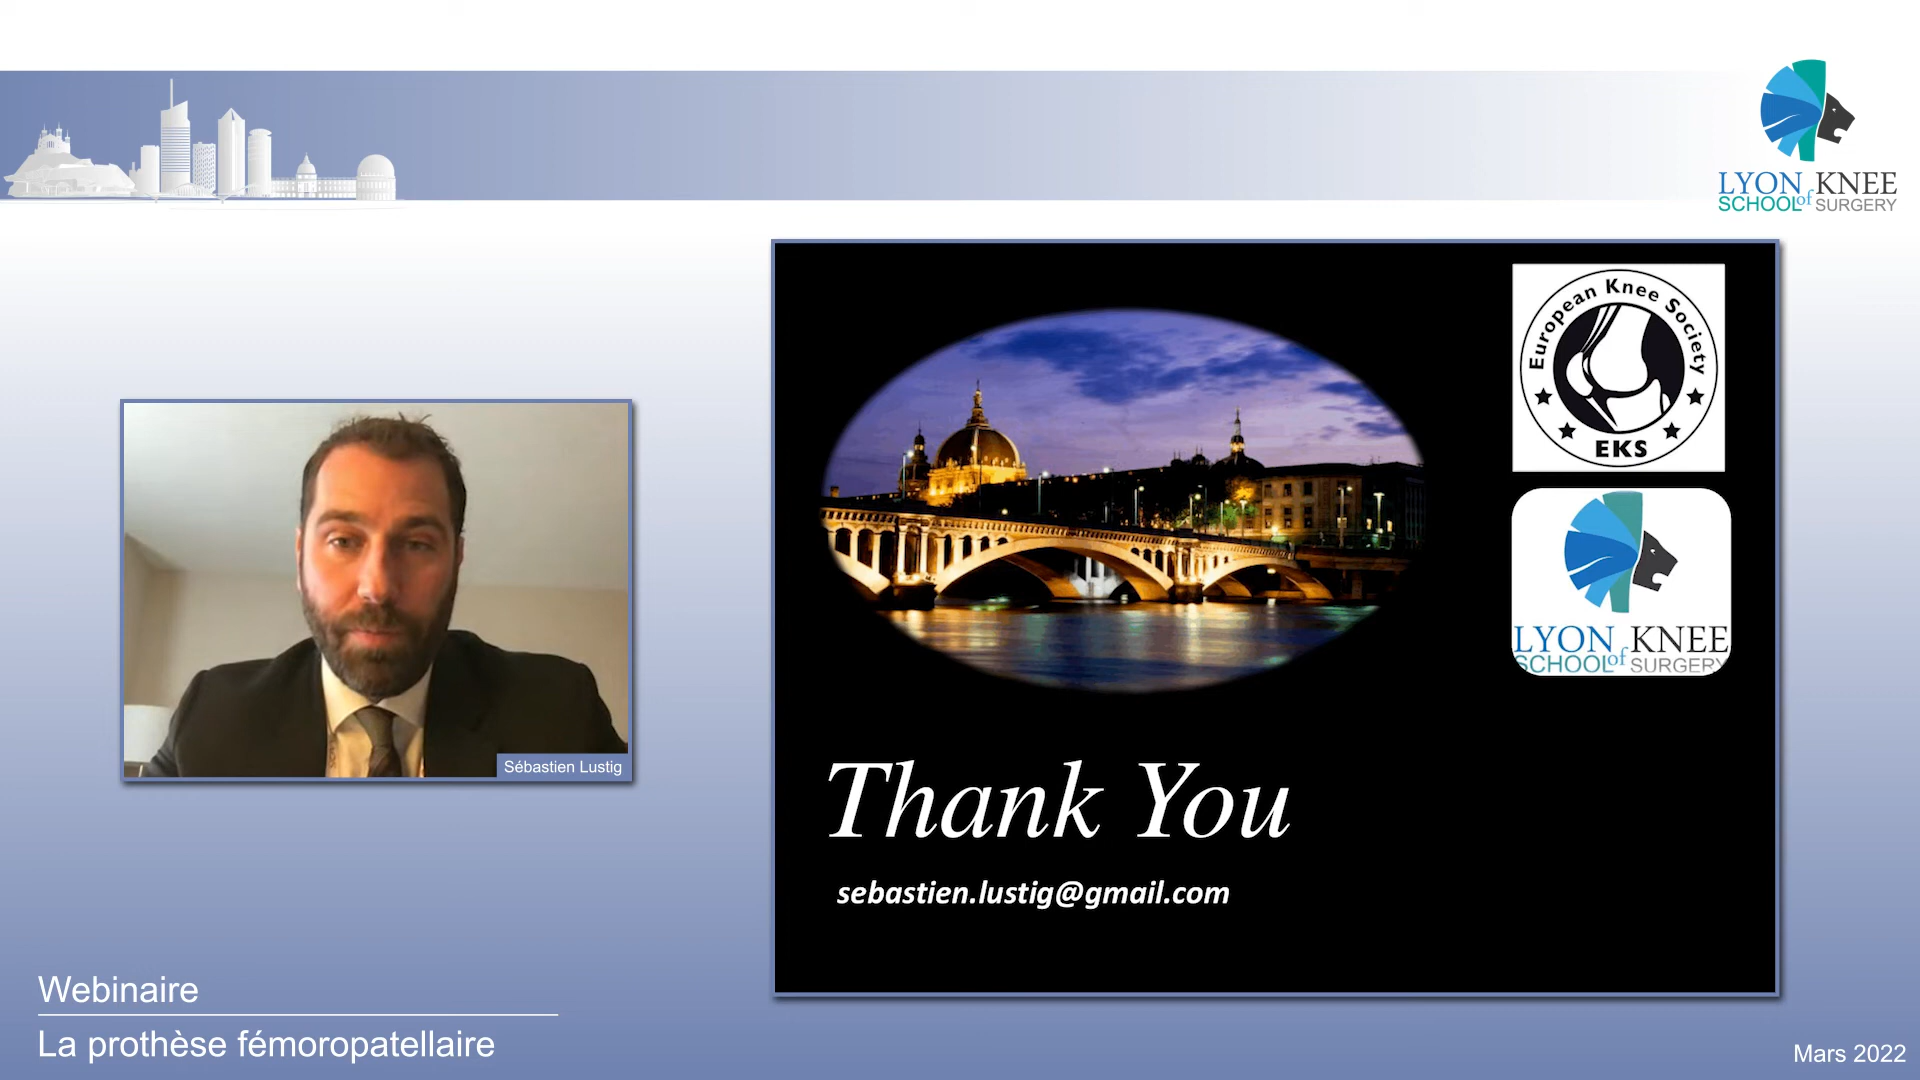 LYON KNEE
SCHOOL of SURGERY
European Knee Society
EKS
LYON KNEE
SCHOOL of SURGERY
Sébastien Lustig
Thank You
sebastien.lustig@gmail.com
Webinaire
La prothèse fémoropatellaire
Mars 2022